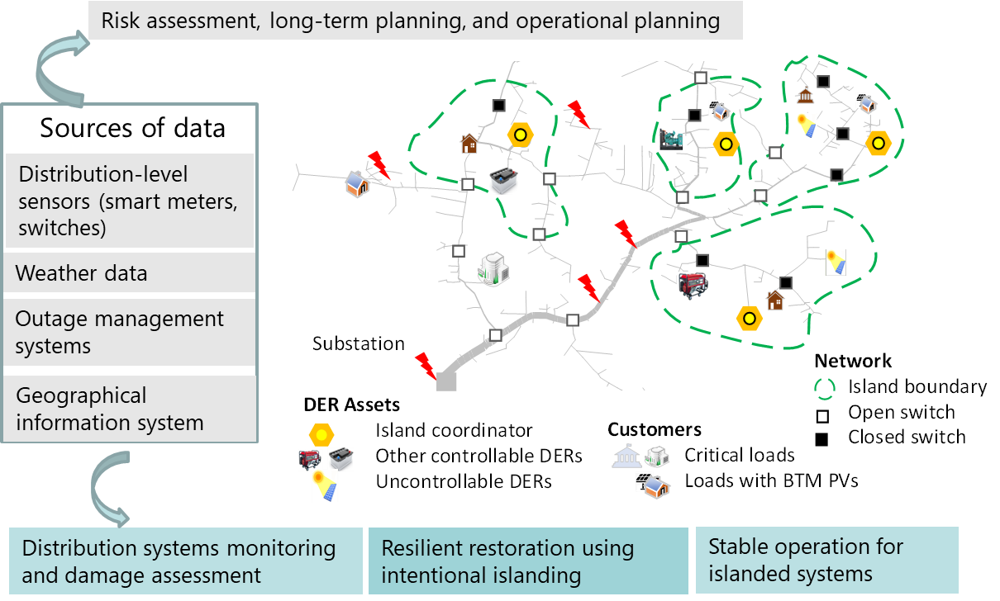 Risk assessment, long-term planning, and operational planning
Sources of data
Distribution-level
sensors (smart meters,
switches)
Weather data
Outage management
systems
Geographical
information system
Substation
DER Assets
Island coordinator
Other controllable DERs
Uncontrollable DERs
Customers
Critical loads
Loads with BTM PVs
Network
Island boundary
Open switch
Closed switch
Distribution systems monitoring
and damage assessment
Resilient restoration using
intentional islanding
Stable operation for
islanded systems